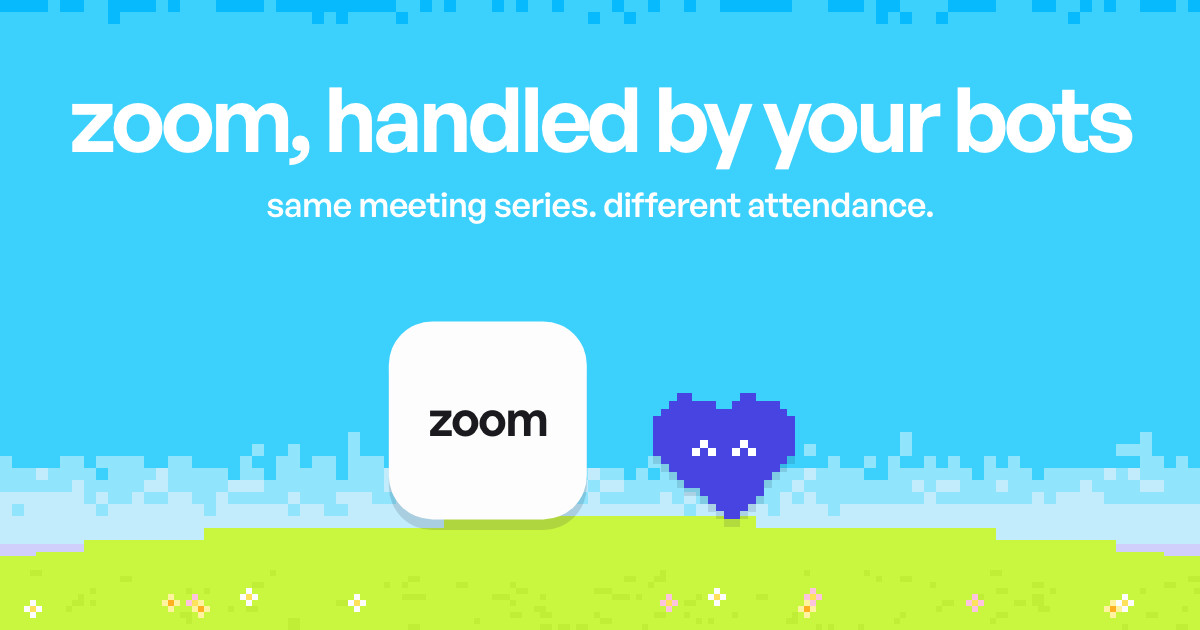 zoom, handled by your bots
same meeting series. different attendance.
zoom